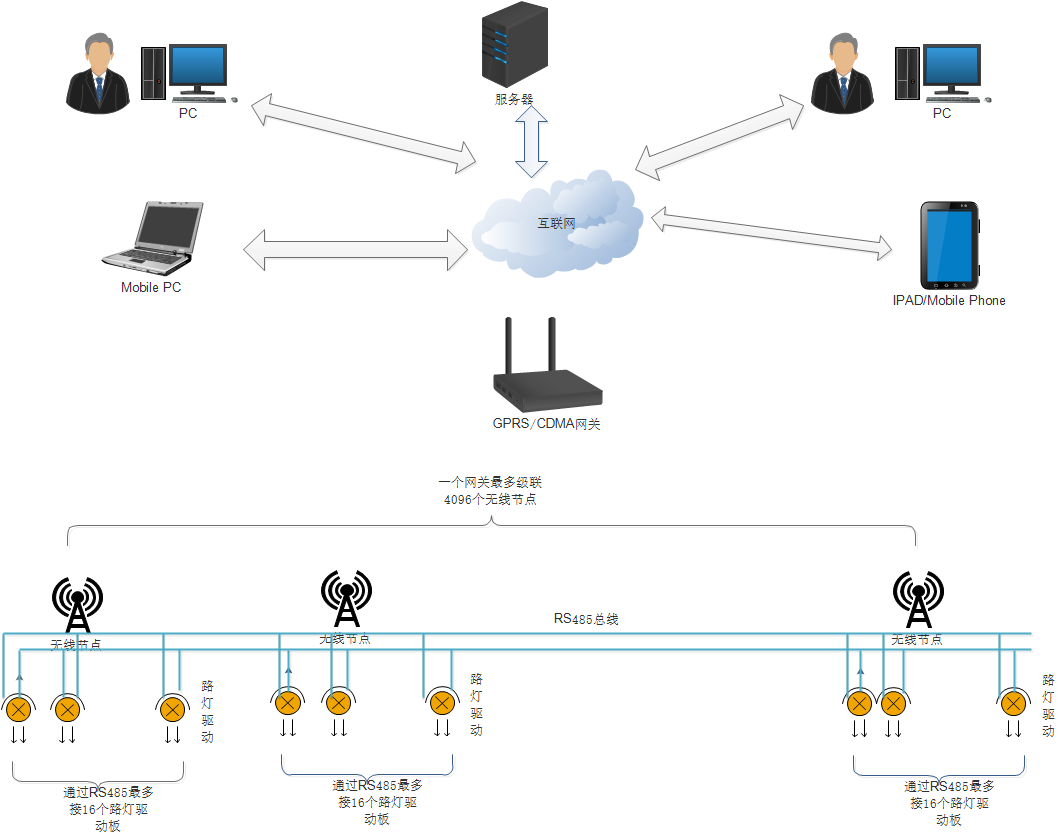 服务器
PC
PC
互联网
Mobile PC
IPAD/Mobile Phone
GPRS/CDMA网关
一个网关最多级联
4096个无线节点
RS485总线
无线节点
无线节点
无线节点
路
灯
驱
动
路
灯
驱
动
路
灯
驱
动
通过RS485最多
接16个路灯驱
动板
通过RS485最多
接16个路灯驱
动板
通过RS485最多
接16个路灯驱
动板